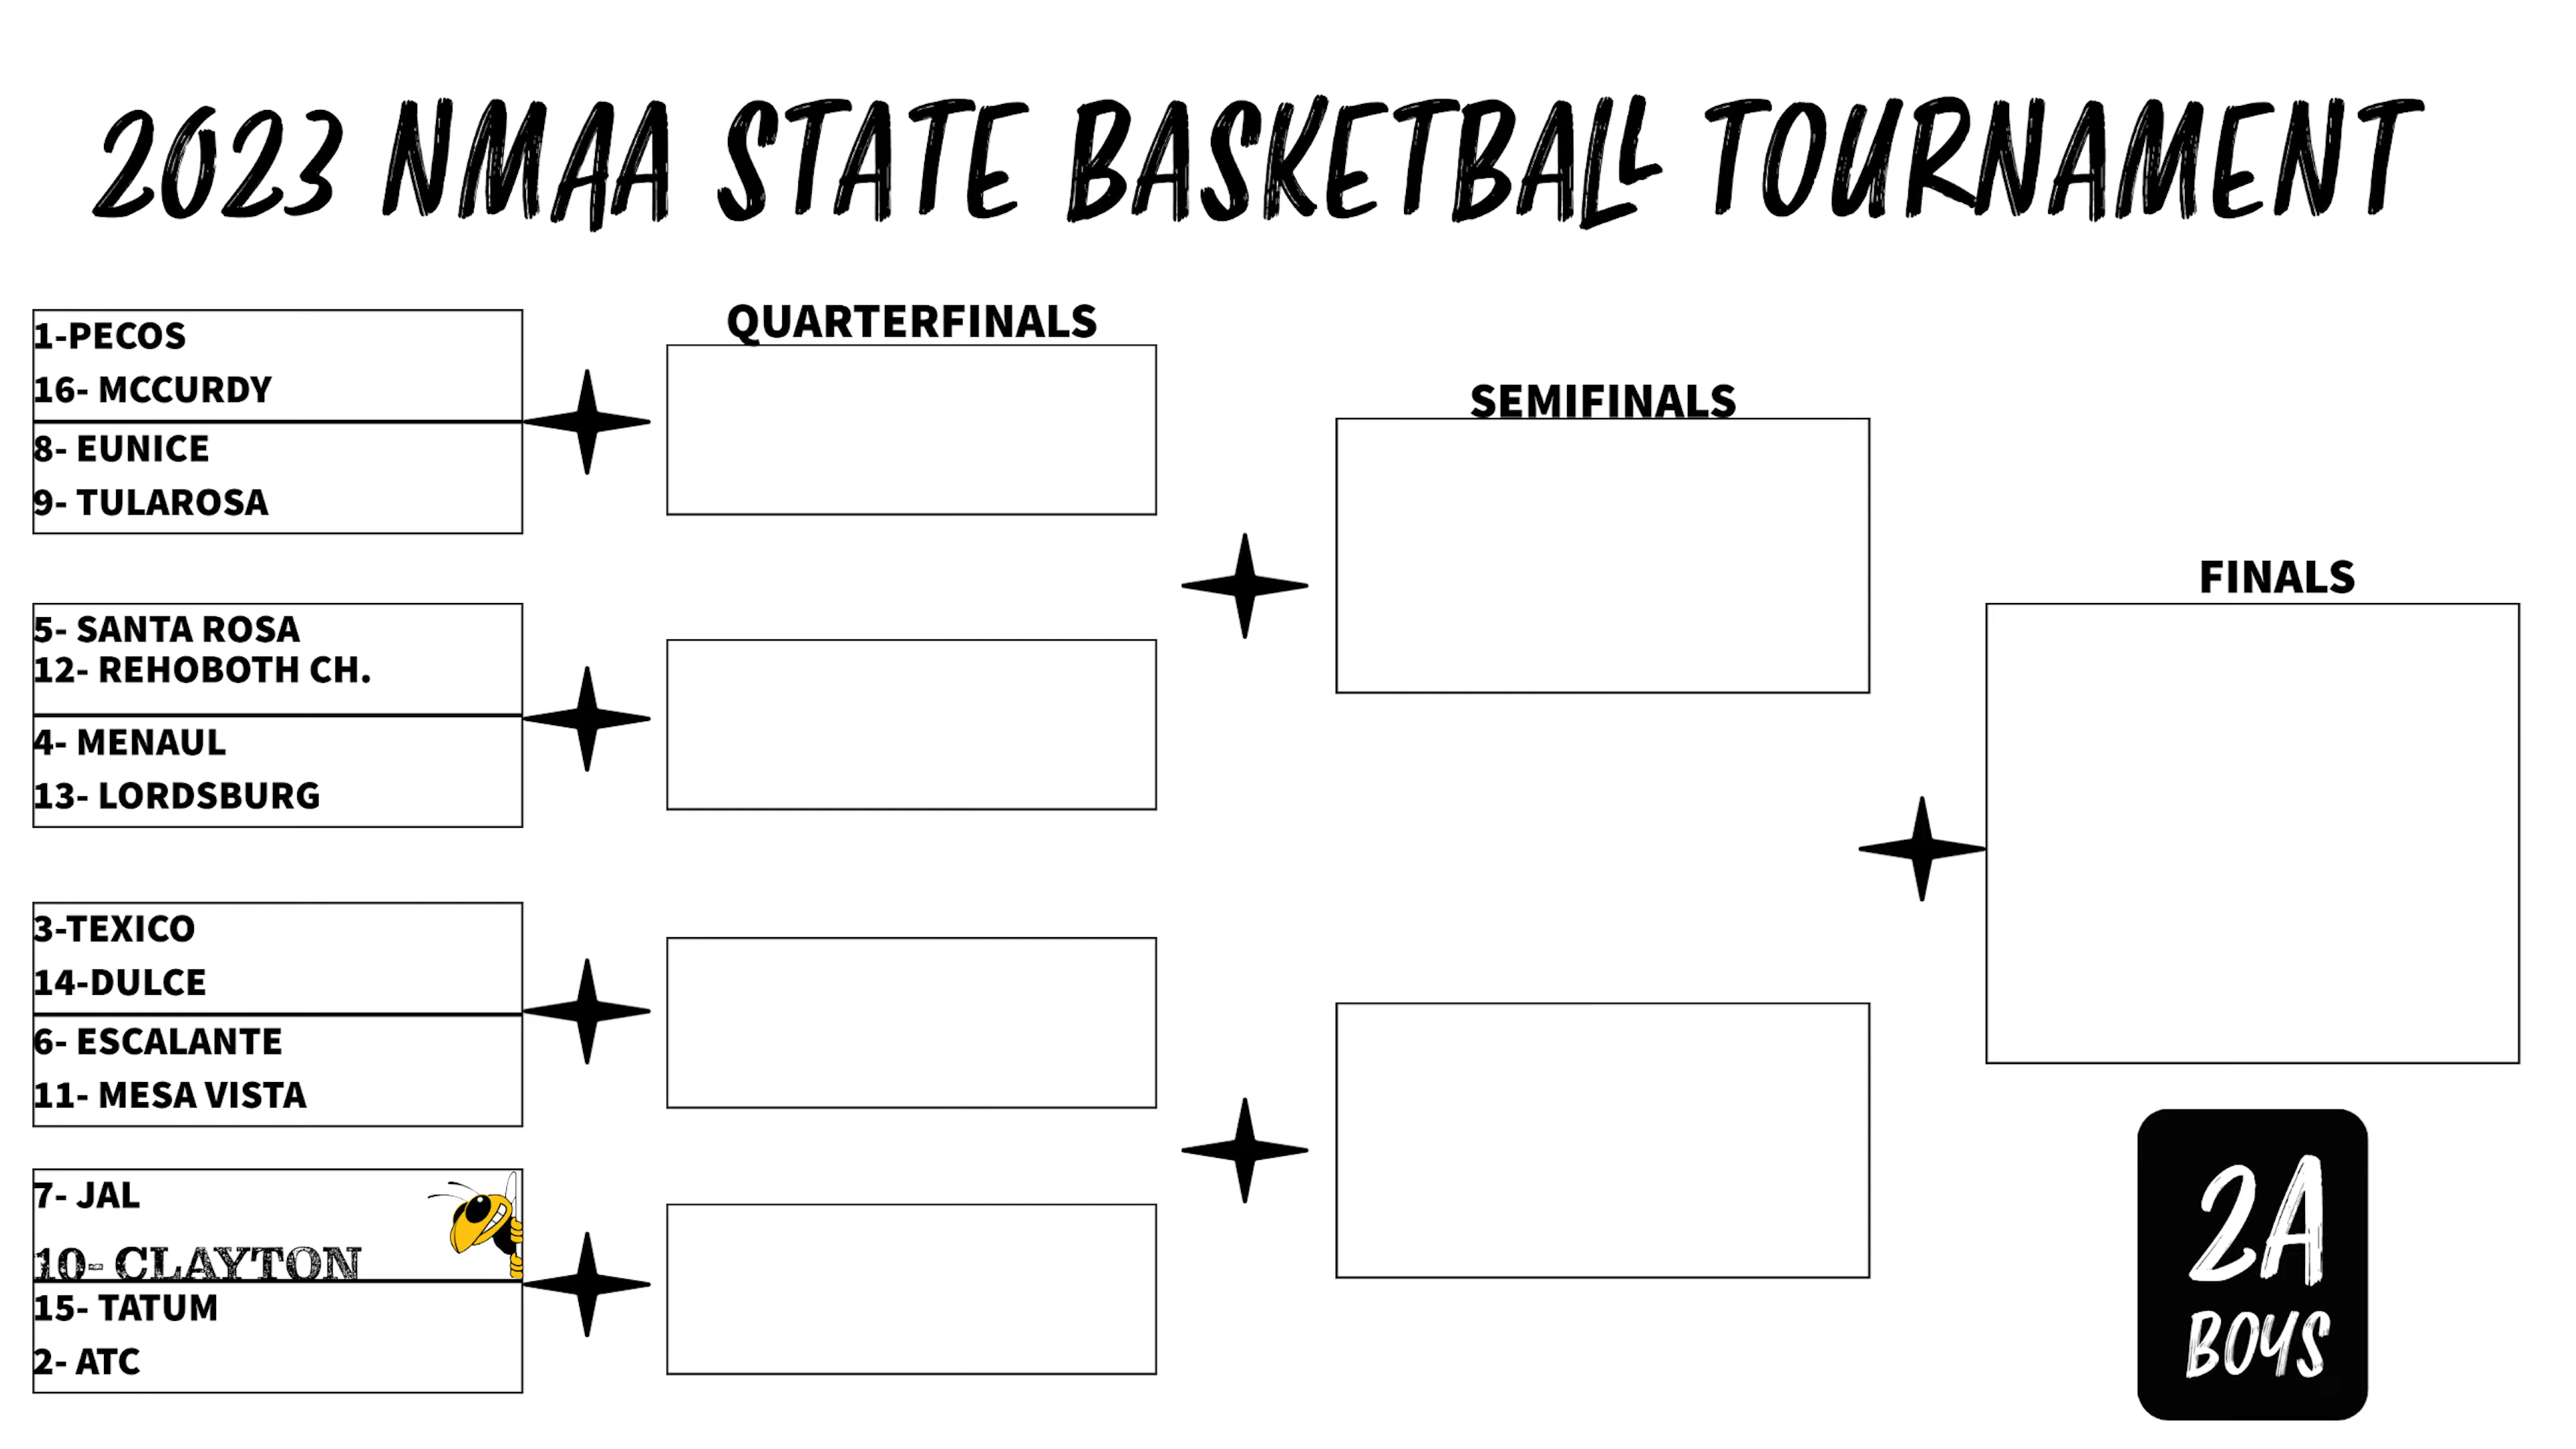 2023 NMAA STATE BASKETBALL TOURNAMENT
1-PECOS
16- MCCURDY
8- EUNICE
9- TULAROSA
5- SANTA ROSA
12- REHOBOTH CH.
4- MENAUL
13- LORDSBURG
3-TEXICO
14-DULCE
6- ESCALANTE
11- MESA VISTA
7- JAL
10- CLAYTON
15- TATUM
2- ATC
QUARTERFINALS
SEMIFINALS
FINALS
2A
BOYS